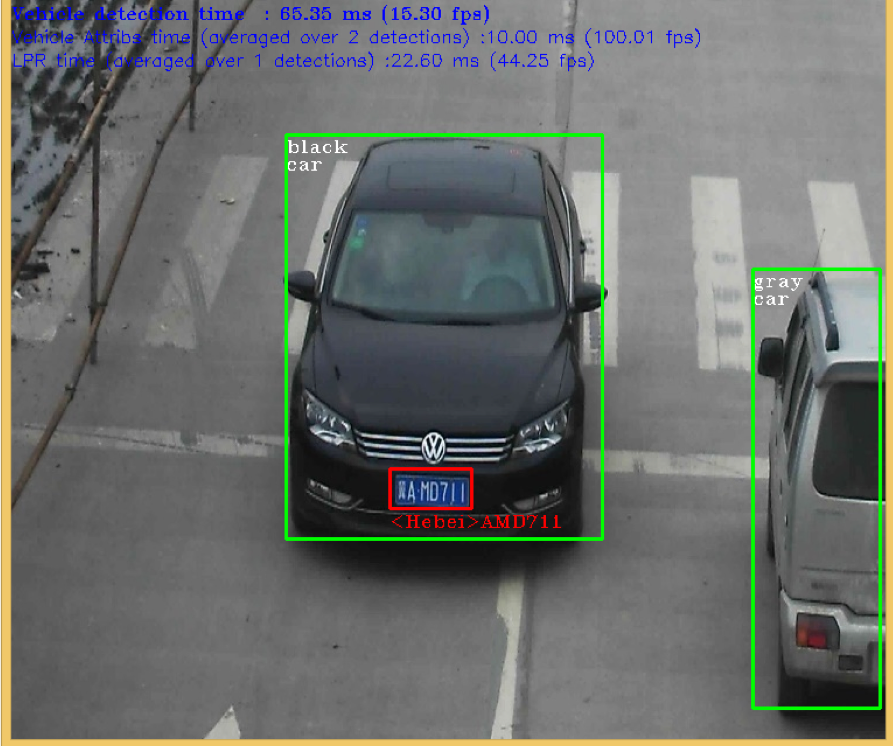 Vehicle detection time : 65.35 ms (15.30 fps)
Vehicle Attribs time (averaged over 2 detections) :10.00 ms (100.01 fps)
LPR time (averaged over 1 detections) :22.60 ms (44.25 fps)
black
car
gray
car
冀A·MD711
<Hebei>AMD711